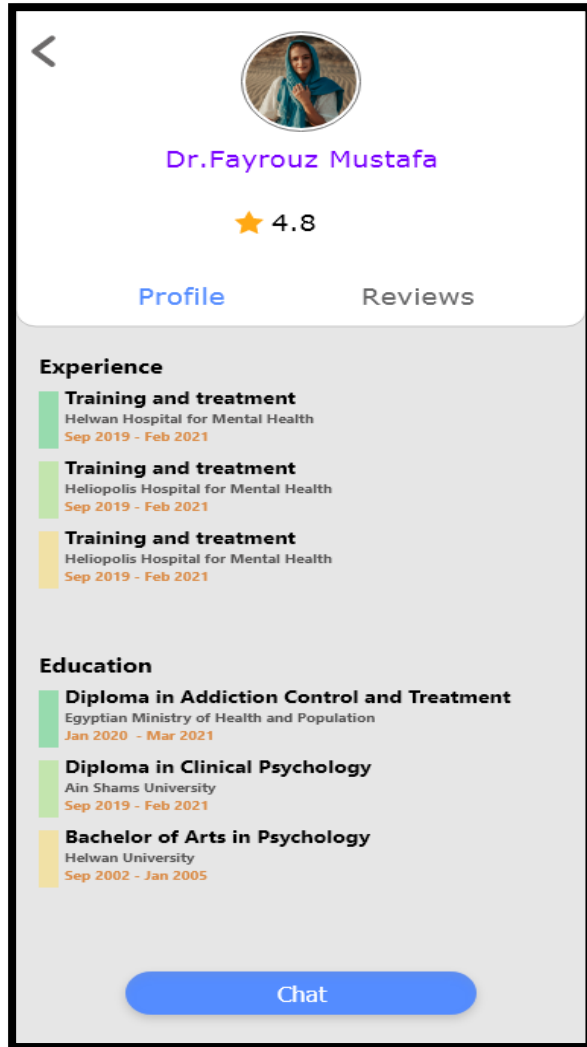 Dr.Fayrouz Mustafa
4.8
Profile Reviews
Experience
Training and treatment
Helwan Hospital for Mental Health
Sep 2019 - Feb 2021
Training and treatment
Heliopolis Hospital for Mental Health
Sep 2019 - Feb 2021
Training and treatment
Heliopolis Hospital for Mental Health
Sep 2019 - Feb 2021
Education
Diploma in Addiction Control and Treatment
Egyptian Ministry of Health and Population
Jan 2020 - Mar 2021
Diploma in Clinical Psychology
Ain Shams University
Sep 2019 - Feb 2021
Bachelor of Arts in Psychology
Helwan University
Sep 2002 - Jan 2005
Chat